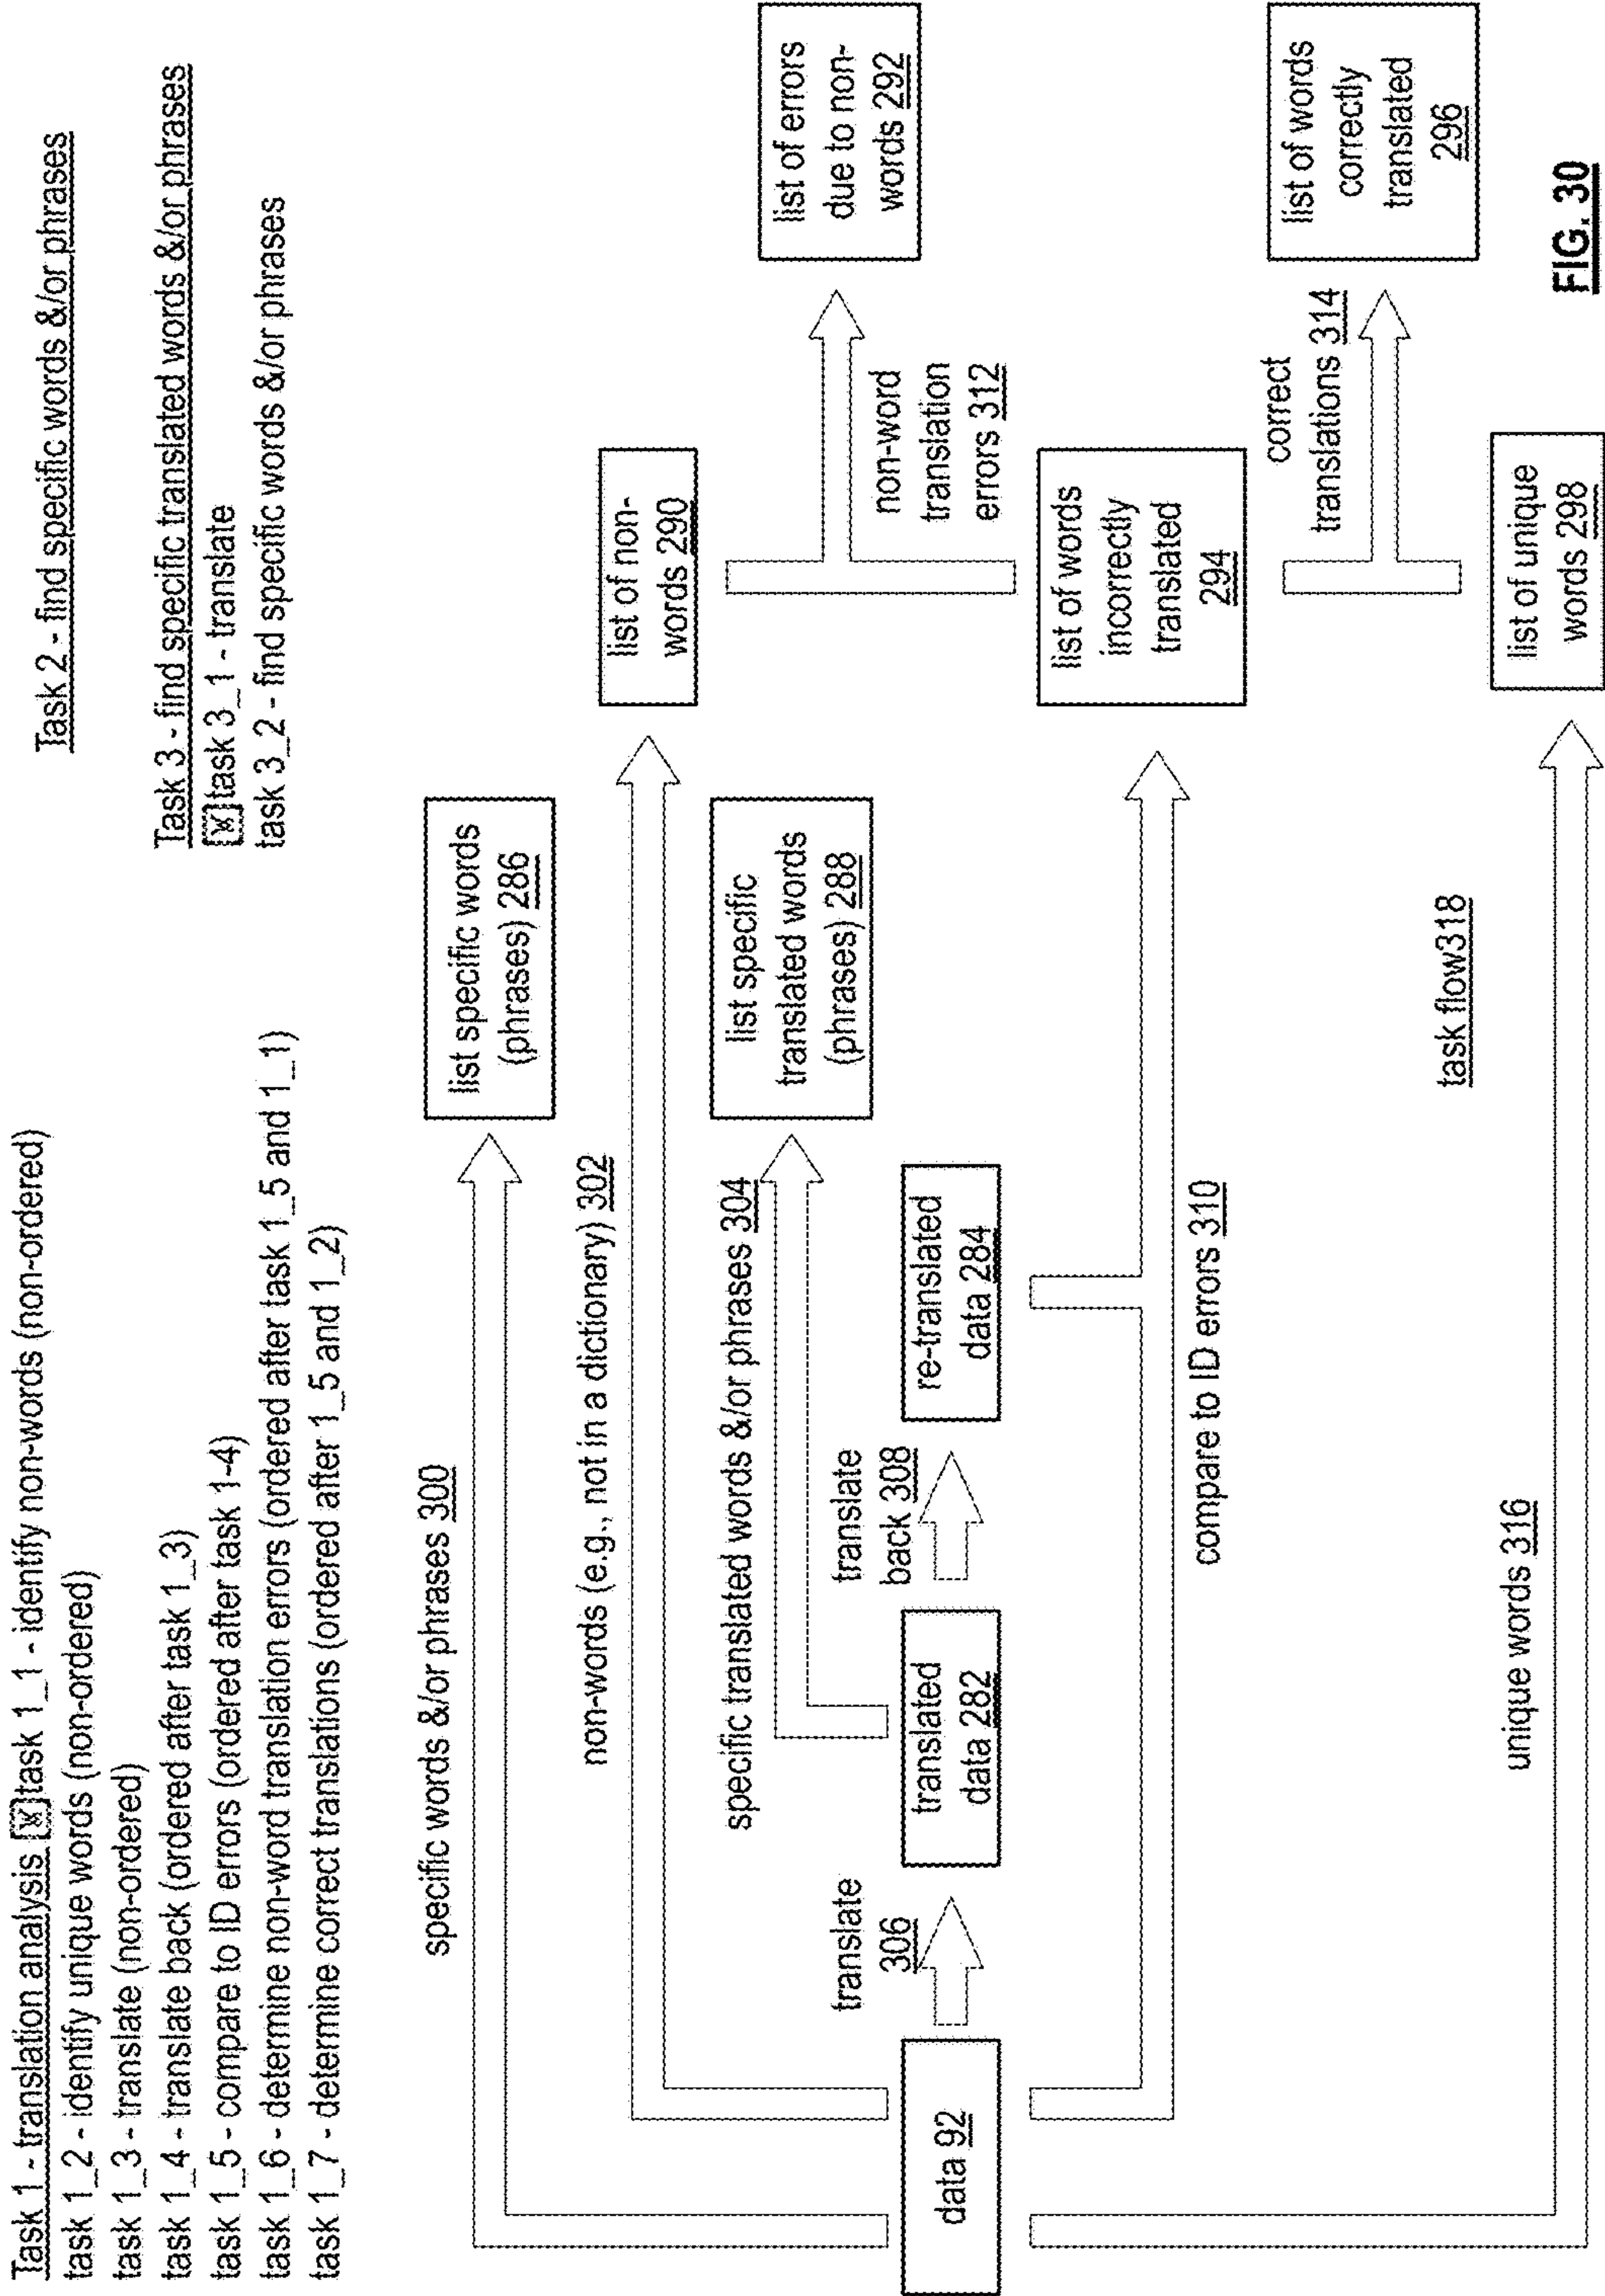 Task 1 - translation analysis [x]task 1_1 - identify non-words (non-ordered)
task 1_2 - identify unique words (non-ordered)
task 1_3 - translate (non-ordered)
task 1_4 - translate back (ordered after task 1_3)
task 1_5 - compare to ID errors (ordered after task 1-4)
task 1_6 - determine non-word translation errors (ordered after task 1_5 and 1_1)
task 1_7 - determine correct translations (ordered after 1_5 and 1_2)
Task 2 - find specific words &/or phrases
Task 3 - find specific translated words &/or phrases
[x]task 3_1 - translate
task 3_2 - find specific words &/or phrases
specific words &/or phrases 300
list specific words
(phrases) 286
non-words (e.g., not in a dictionary) 302
list of non-
words 290
specific translated words &/or phrases 304
list specific
translated words
(phrases) 288
list of errors
due to non-
words 292
non-word
translation
errors 312
data 92
translate
306
translated
data 282
translate
back 308
re-translated
data 284
compare to ID errors 310
list of words
incorrectly
translated
294
correct
translations 314
list of words
correctly
translated
296
task flow318
unique words 316
list of unique
words 298
FIG. 30